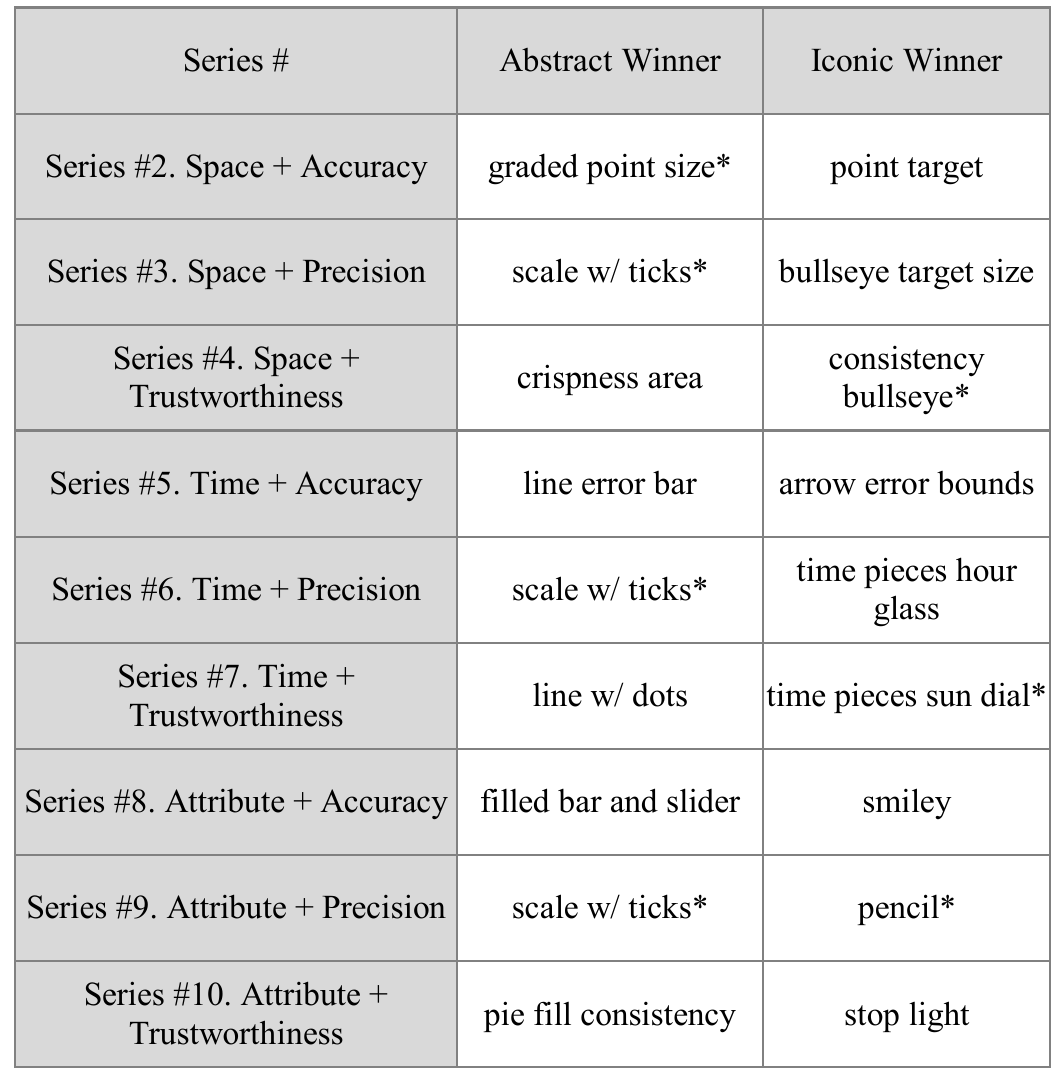 Series #	Abstract Winner	Iconic Winner
Series #2. Space + Accuracy	graded point size*	point target
Series #3. Space + Precision	scale w/ ticks*	bullseye target size
Series #4. Space +
Trustworthiness	crispness area	consistency
bullseye*
Series #5. Time + Accuracy	line error bar	arrow error bounds
Series #6. Time + Precision	scale w/ ticks*	time pieces hour
glass
Series #7. Time +
Trustworthiness	line w/ dots	time pieces sun dial*
Series #8. Attribute + Accuracy	filled bar and slider	smiley
Series #9. Attribute + Precision	scale w/ ticks*	pencil*
Series #10. Attribute +
Trustworthiness	pie fill consistency	stop light